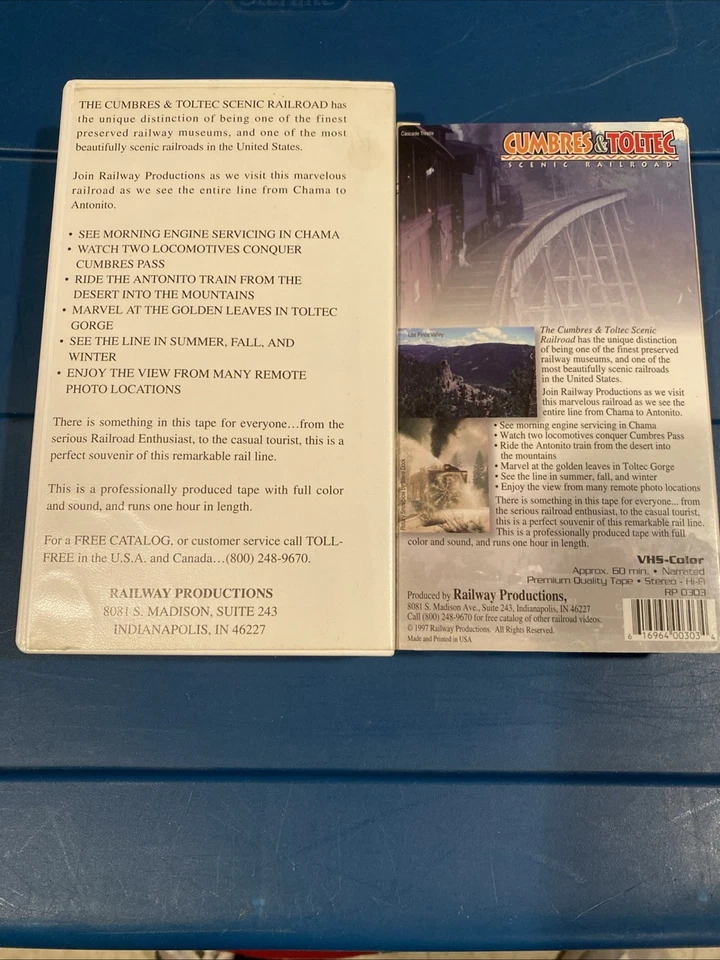 THE CUMBRES & TOLTEC SCENIC RAILROAD has
the unique distinction of being one of the finest
preserved railway museums, and one of the most
beautifully scenic railroads in the United States.
Join Railway Productions as we visit this marvelous
railroad as we see the entire line from Chama to
Antonito.
• SEE MORNING ENGINE SERVICING IN CHAMA
• WATCH TWO LOCOMOTIVES CONQUER
CUMBRES PASS
• RIDE THE ANTONITO TRAIN FROM THE
DESERT INTO THE MOUNTAINS
• MARVEL AT THE GOLDEN LEAVES IN TOLTEC
GORGE
• SEE THE LINE IN SUMMER, FALL, AND
WINTER
• ENJOY THE VIEW FROM MANY REMOTE
PHOTO LOCATIONS
There is something in this tape for everyone...from the
serious Railroad Enthusiast, to the casual tourist, this is a
perfect souvenir of this remarkable rail line.
This is a professionally produced tape with full color
and sound, and runs one hour in length.
For a FREE CATALOG, or customer service call TOLL-
FREE in the U.S.A. and Canada...(800) 248-9670.
RAILWAY PRODUCTIONS
8081 S. MADISON, SUITE 243
INDIANAPOLIS, IN 46227
Cascade Trestle
CUMBRES & TOLTEC
SCENIC RAILROAD
Los Pinos Valley
The Cumbres & Toltec Scenic
Railroad has the unique distinction
of being one of the finest preserved
railway museums, and one of the
most beautifully scenic railroads
in the United States.
Join Railway Productions as we visit
this marvelous railroad as we see the
entire line from Chama to Antonito.
• See morning engine servicing in Chama
• Watch two locomotives conquer Cumbres Pass
• Ride the Antonito train from the desert into
the mountains
• Marvel at the golden leaves in Toltec Gorge
• See the line in summer, fall, and winter
• Enjoy the view from many remote photo locations
There is something in this tape for everyone... from
the serious railroad enthusiast, to the casual tourist,
this is a perfect souvenir of this remarkable rail line.
This is a professionally produced tape with full
color and sound, and runs one hour in length.
VHS-Color
Approx. 60 min. • Narrated
Premium Quality Tape • Stereo - Hi-Fi
RP 0303
Produced by Railway Productions,
8081 S. Madison Ave., Suite 243, Indianapolis, IN 46227
Call (800) 248-9670 for free catalog of other railroad videos.
© 1997 Railway Productions. All Rights Reserved.
Made and Printed in USA
6 16964 00303 4